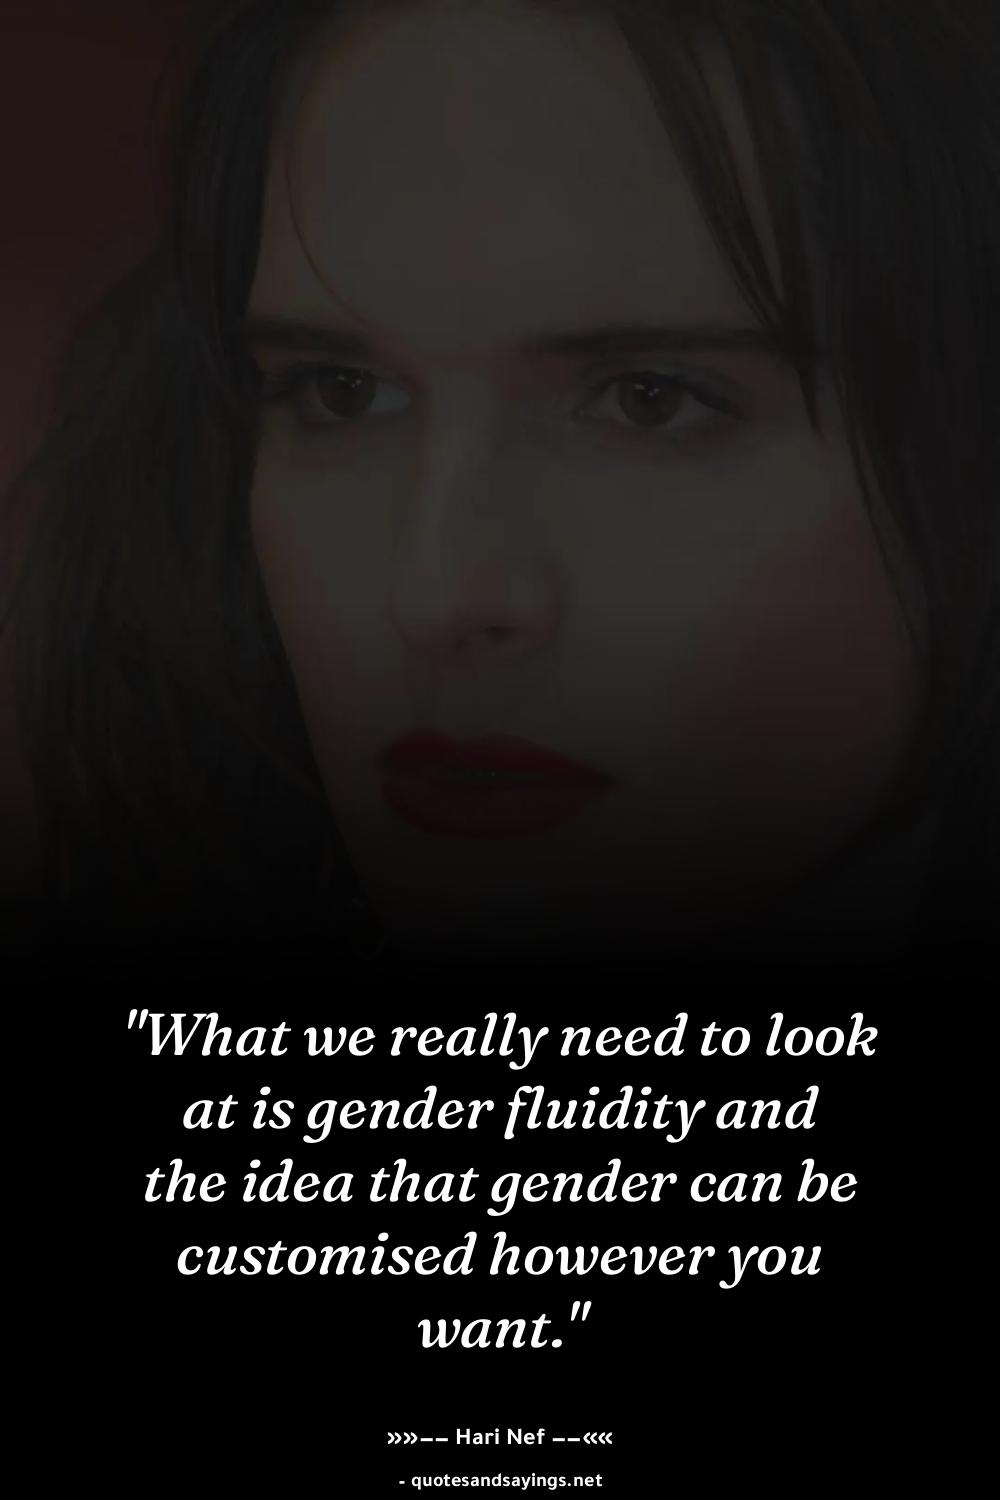 "What we really need to look
at is gender fluidity and
the idea that gender can be
customised however you
want."
»»–– Hari Nef ––««
- quotesandsayings.net